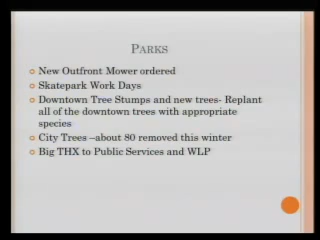 PARKS
New Outfront Mower ordered
Skatepark Work Days
Downtown Tree Stumps and new trees- Replant
all of the downtown trees with appropriate
species
City Trees –about 80 removed this winter
Big THX to Public Services and WLP